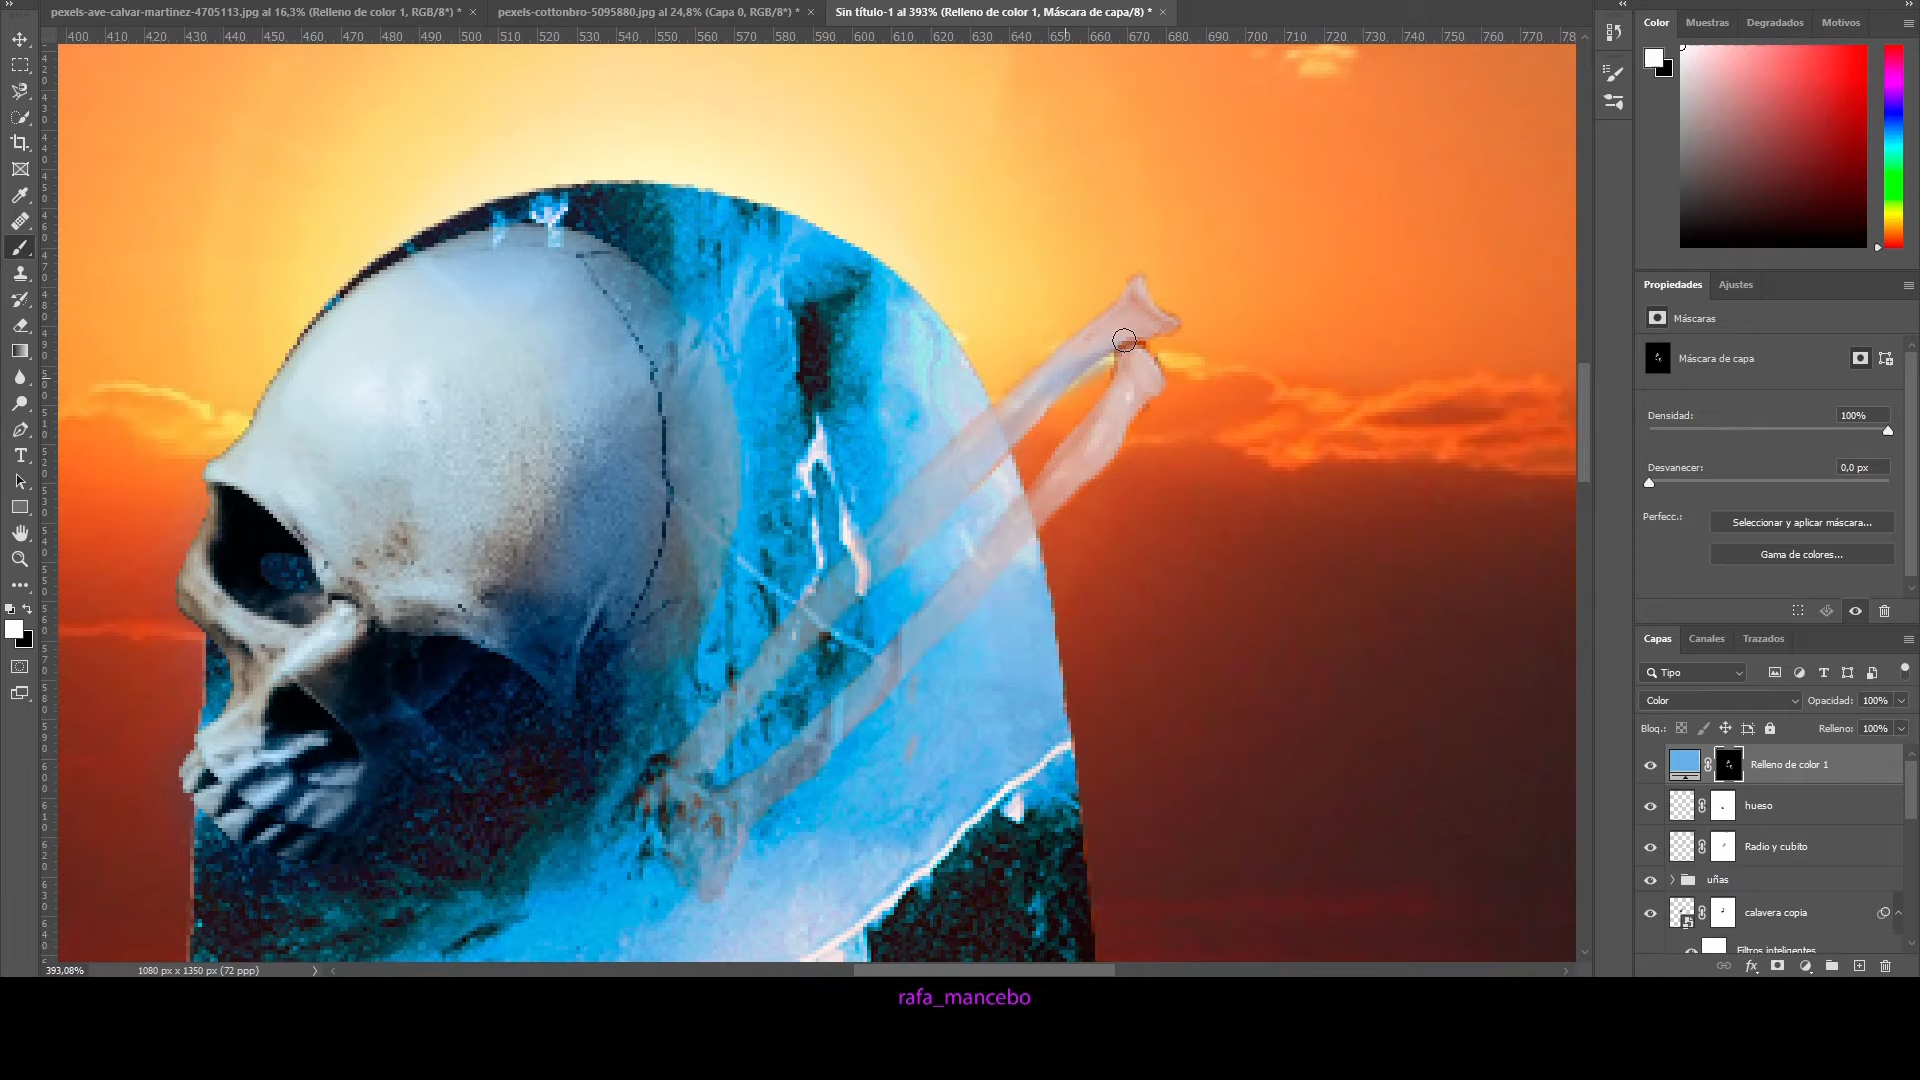 pexels-ave-calvar-martinez-4705113.jpg al 16,3% (Relleno de color 1, RGB/8*) * ×
pexels-cottonbro-5095880.jpg al 24,8% (Capa 0, RGB/8*) * ×
Sin título-1 al 393% (Relleno de color 1, Máscara de capa/8) * ×
400 410 420 430 440 450 460 470 480 490 500 510 520 530 540 550 560 570 580 590 600 610 620 630 640 650 660 670 680 690 700 710 720 730 740 750 760 770 78
Color Muestras Degradados Motivos
Propiedades Ajustes
Máscaras
Máscara de capa
Densidad: 100%
Desvanecer: 0,0 px
Perfecc.: Seleccionar y aplicar máscara...
Gama de colores...
Capas Canales Trazados
Tipo
Color Opacidad: 100%
Bloq.: Relleno: 100%
Relleno de color 1
hueso
Radio y cubito
uñas
calavera copia
Filtros inteligentes
393,08% 1080 px x 1350 px (72 ppp)
rafa_mancebo